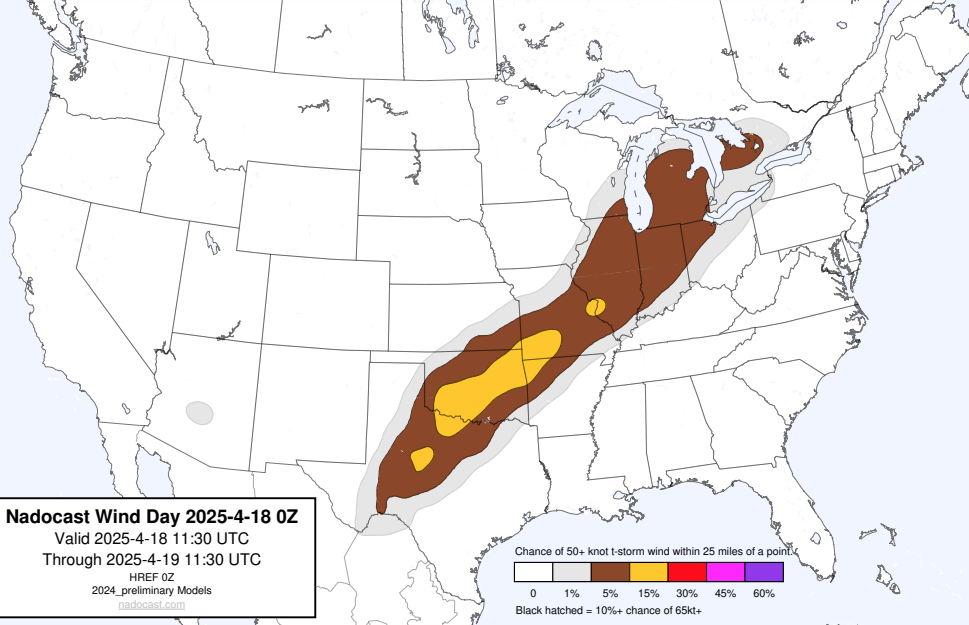 Nadocast Wind Day 2025-4-18 0Z
Valid 2025-4-18 11:30 UTC
Through 2025-4-19 11:30 UTC
HREF 0Z
2024_preliminary Models
nadocast.com
Chance of 50+ knot t-storm wind within 25 miles of a point.
0 1% 5% 15% 30% 45% 60%
Black hatched = 10%+ chance of 65kt+